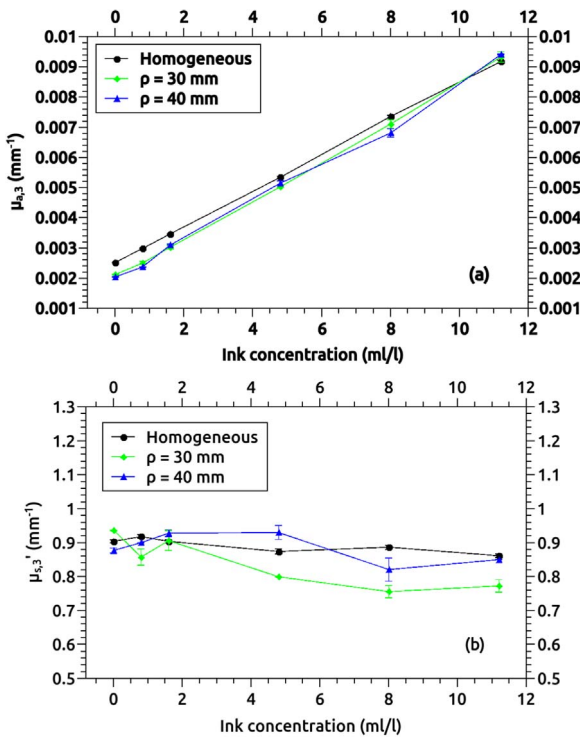 0 2 4 6 8 10 12
0.01 0.01
Homogeneous
0.009 0.009
ρ = 30 mm
0.008 0.008
ρ = 40 mm
0.007 0.007
0.006 0.006
μa,3 (mm-1)
0.005 0.005
0.004 0.004
0.003 0.003
(a)
0.002 0.002
0.001 0.001
0 2 4 6 8 10 12
Ink concentration (ml/l)
0 2 4 6 8 10 12
1.3 1.3
Homogeneous
1.2 1.2
ρ = 30 mm
1.1 1.1
ρ = 40 mm
1 1
μs,3' (mm-1)
0.9 0.9
0.8 0.8
0.7 0.7
0.6 0.6
(b)
0.5 0.5
0 2 4 6 8 10 12
Ink concentration (ml/l)